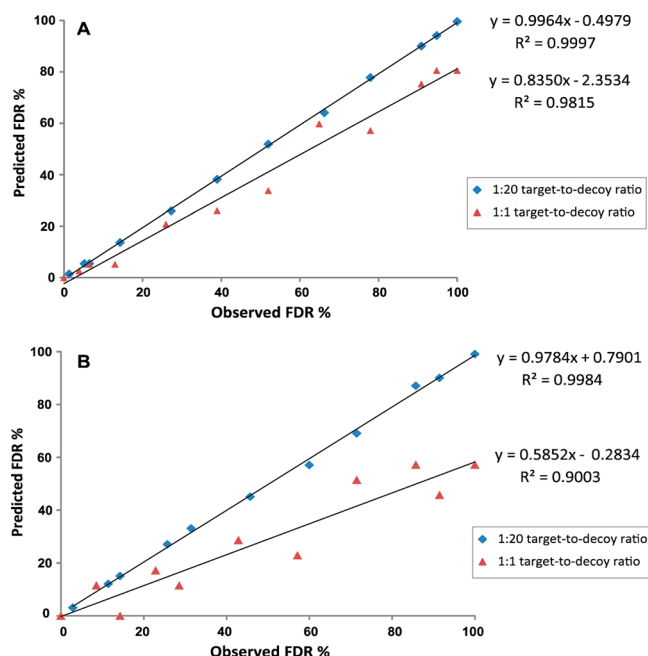 A
100
80
60
40
20
0
Predicted FDR %
0 20 40 60 80 100
Observed FDR %
y = 0.9964x - 0.4979
R² = 0.9997
y = 0.8350x - 2.3534
R² = 0.9815
1:20 target-to-decoy ratio
1:1 target-to-decoy ratio
B
100
80
60
40
20
0
Predicted FDR %
0 20 40 60 80 100
Observed FDR %
y = 0.9784x + 0.7901
R² = 0.9984
y = 0.5852x - 0.2834
R² = 0.9003
1:20 target-to-decoy ratio
1:1 target-to-decoy ratio